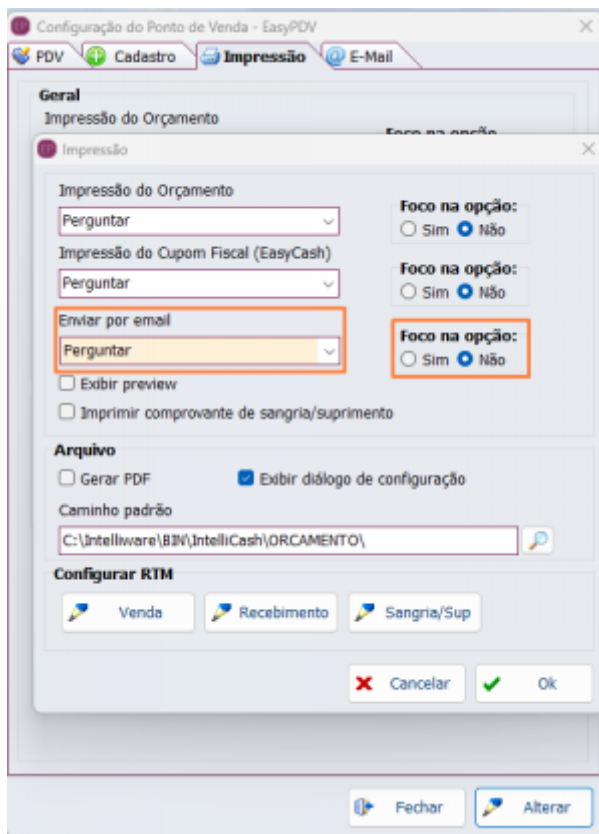 Configuração do Ponto de Venda - EasyPDV
PDV Cadastro Impressão E-Mail
Geral
Impressão do Orçamento
Foco na opção
Impressão
Impressão do Orçamento
Foco na opção:
Perguntar
Sim Não
Impressão do Cupom Fiscal (EasyCash)
Foco na opção:
Perguntar
Sim Não
Enviar por email
Foco na opção:
Perguntar
Sim Não
Exibir preview
Imprimir comprovante de sangria/suprimento
Arquivo
Gerar PDF Exibir diálogo de configuração
Caminho padrão
C:\Intelliware\BIN\IntelliCash\ORCAMENTO\
Configurar RTM
Venda Recebimento Sangria/Sup
Cancelar Ok
Fechar Alterar